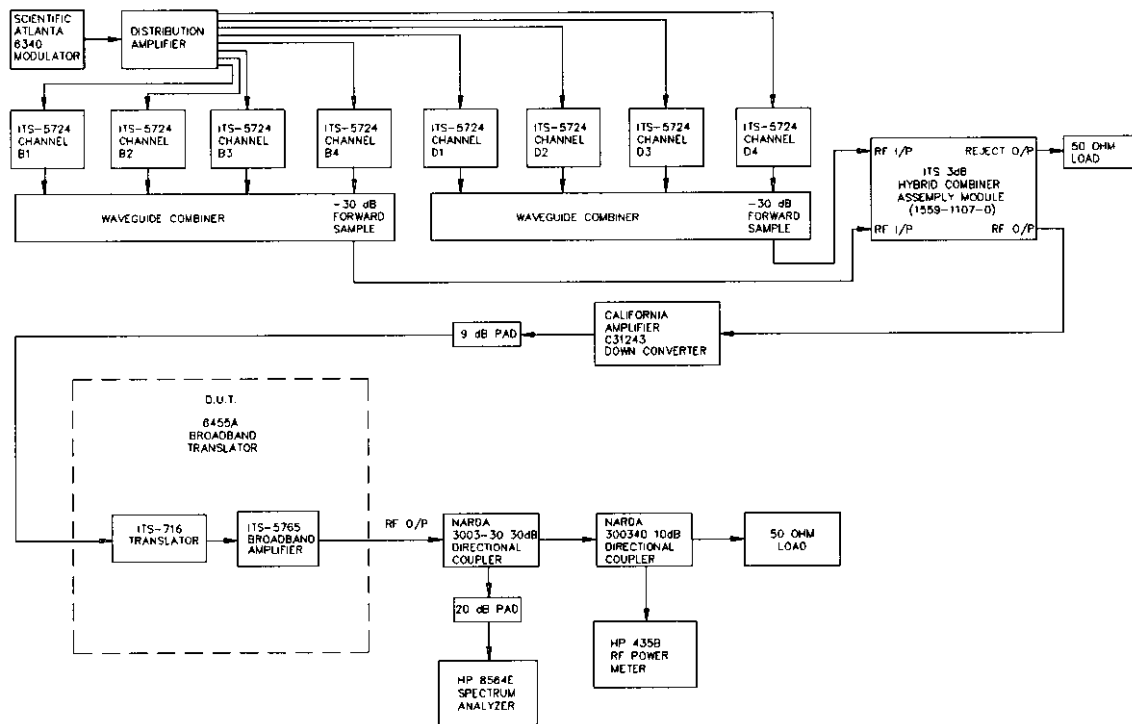 SCIENTIFIC
ATLANTA
6340
MODULATOR
DISTRIBUTION
AMPLIFIER
ITS-5724
CHANNEL
B1
ITS-5724
CHANNEL
B2
ITS-5724
CHANNEL
B3
ITS-5724
CHANNEL
B4
ITS-5724
CHANNEL
D1
ITS-5724
CHANNEL
D2
ITS-5724
CHANNEL
D3
ITS-5724
CHANNEL
D4
WAVEGUIDE COMBINER
-30 dB
FORWARD
SAMPLE
WAVEGUIDE COMBINER
-30 dB
FORWARD
SAMPLE
RF I/P
REJECT O/P
ITS 3dB
HYBRID COMBINER
ASSEMPLY MODULE
(1559-1107-0)
RF I/P
RF O/P
50 OHM
LOAD
CALIFORNIA
AMPLIFIER
C31243
DOWN CONVERTER
9 dB PAD
D.U.T.
6455A
BROADBAND
TRANSLATOR
ITS-716
TRANSLATOR
ITS-5765
BROADBAND
AMPLIFIER
RF O/P
NARDA
3003-30 30dB
DIRECTIONAL
COUPLER
NARDA
300340 10dB
DIRECTIONAL
COUPLER
50 OHM
LOAD
20 dB PAD
HP 8564E
SPECTRUM
ANALYZER
HP 435B
RF POWER
METER